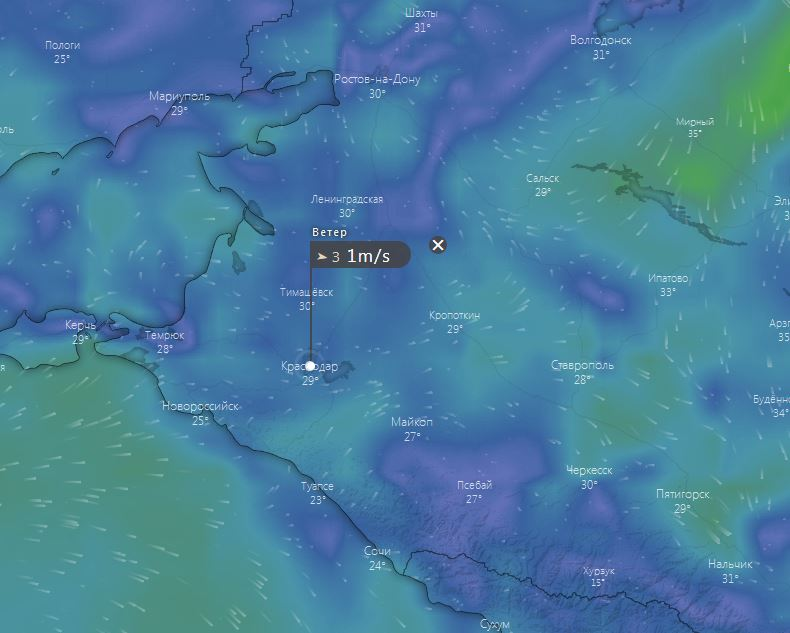 Шахты
31°
Пологи
25°
Волгодонск
31°
Ростов-на-Дону
30°
Мариуполь
29°
Мирный
35°
Сальск
29°
Ленинградская
30°
Ветер
3 1m/s
Ипатово
33°
Тимашёвск
30°
Кропоткин
29°
Керчь
29°
Темрюк
28°
Краснодар
29°
Ставрополь
28°
Новороссийск
25°
34°
Майкоп
27°
Черкесск
30°
Туапсе
23°
Псебай
27°
Пятигорск
29°
Сочи
24°
Хурзук
15°
Нальчик
31°
Сухум